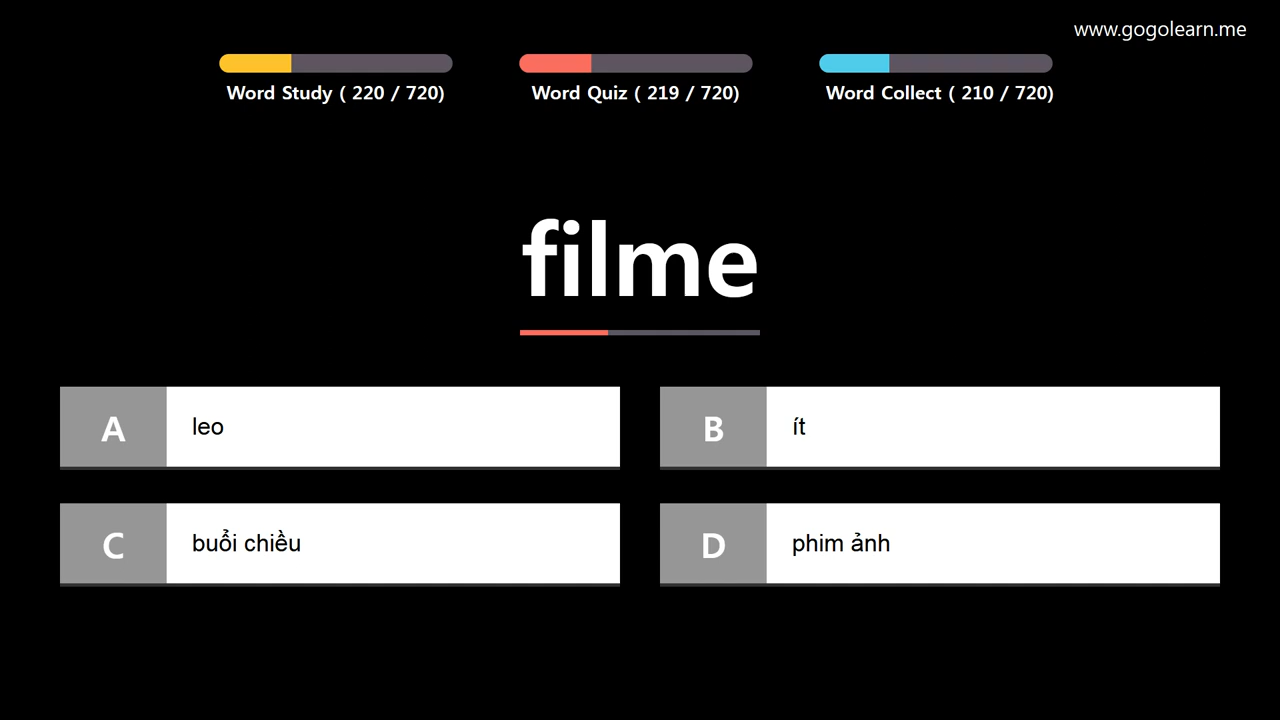 www.gogolearn.me
Word Study ( 220 / 720)
Word Quiz ( 219 / 720)
Word Collect ( 210 / 720)
filme
A leo
B ít
C buổi chiều
D phim ảnh